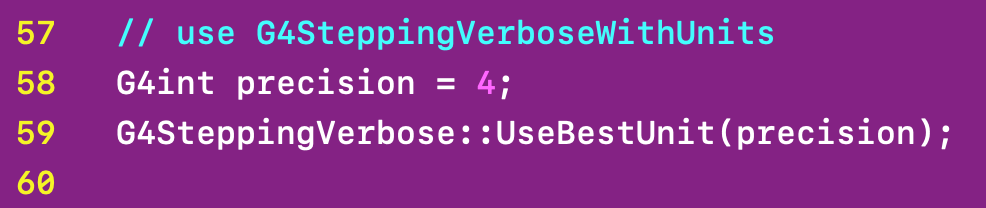 57 // use G4SteppingVerboseWithUnits
58 G4int precision = 4;
59 G4SteppingVerbose::UseBestUnit(precision);
60